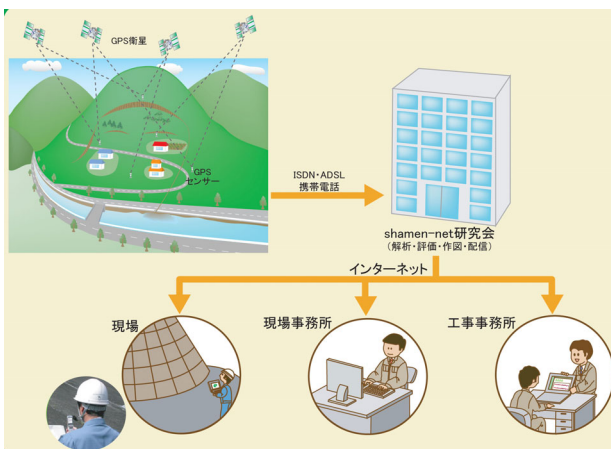 GPS衛星
GPS
センサー
ISDN・ADSL
携帯電話
shamen-net研究会
(解析・評価・作図・配信)
インターネット
現場
現場事務所
工事事務所